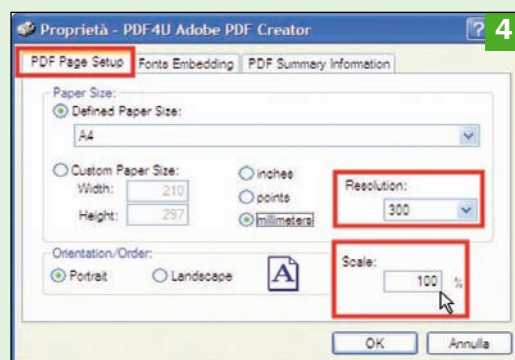 Proprietà - PDF4U Adobe PDF Creator ? 4
PDF Page Setup Fonts Embedding PDF Summary Information
Paper Size:
Defined Paper Size:
A4
Custom Paper Size: inches Resolution:
Width: 210 points 300
Height: 297 millimeters
Orientation/Order: Scale:
Portrait Landscape A 100 %
OK Annulla